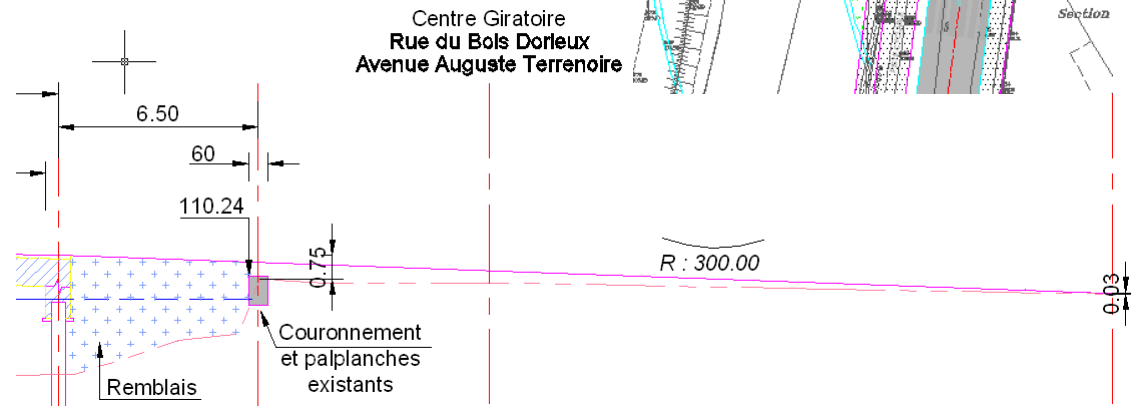 Centre Giratoire
Rue du Bois Dorieux
Avenue Auguste Terrenoire
Section
6.50
60
110.24
0.75
R : 300.00
0.03
Couronnement
et palplanches
existants
Remblais